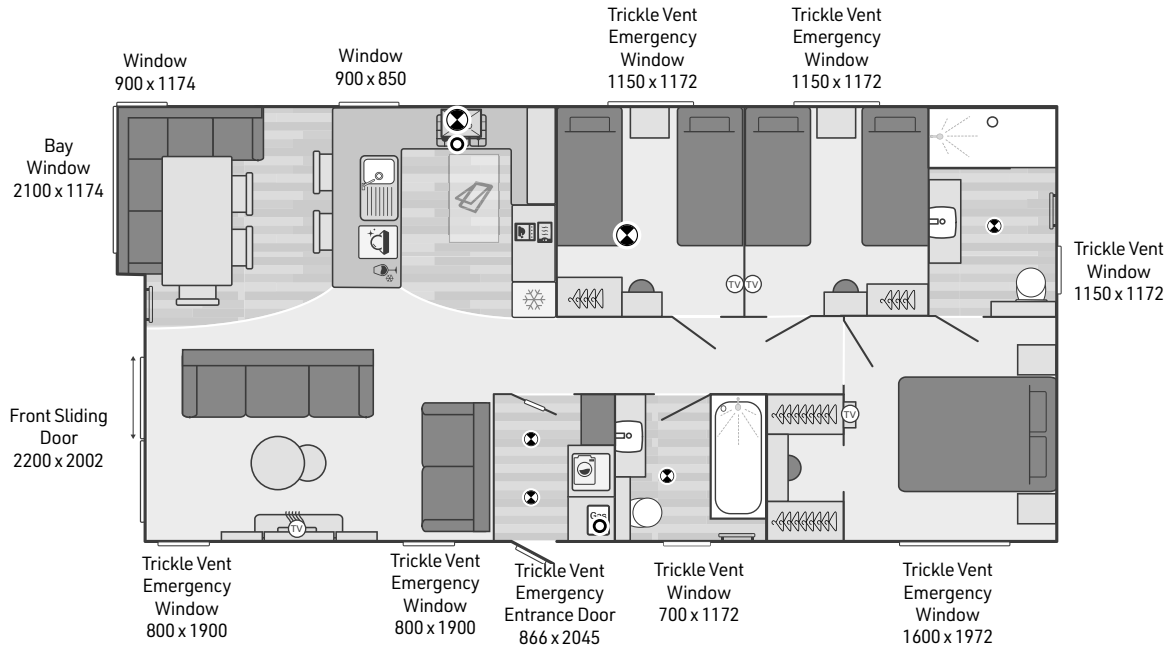 Trickle Vent
Emergency
Window
1150 x 1172
Trickle Vent
Emergency
Window
1150 x 1172
Window
900 x 1174
Window
900 x 850
Bay
Window
2100 x 1174
Trickle Vent
Window
1150 x 1172
TV
TV
Front Sliding
Door
2200 x 2002
TV
Gas
TV
Trickle Vent
Emergency
Window
800 x 1900
Trickle Vent
Emergency
Window
800 x 1900
Trickle Vent
Emergency
Entrance Door
866 x 2045
Trickle Vent
Window
700 x 1172
Trickle Vent
Emergency
Window
1600 x 1972